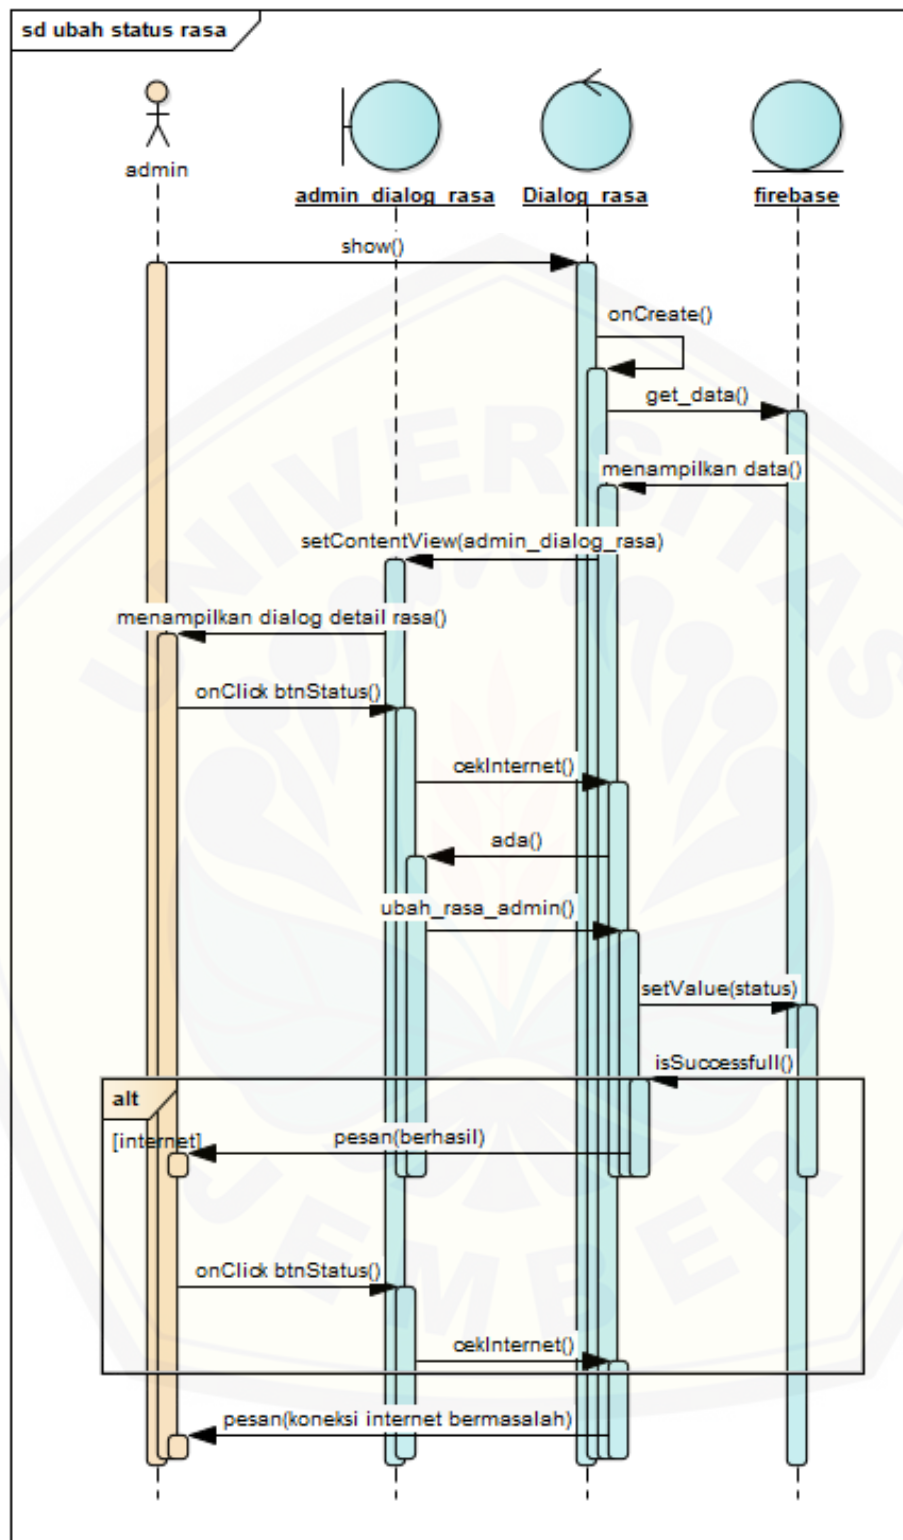 sd ubah status rasa
admin
admin_dialog_rasa
Dialog_rasa
firebase
show()
onCreate()
get_data()
menampilkan data()
setContentView(admin_dialog_rasa)
menampilkan dialog detail rasa()
onClick btnStatus()
cekInternet()
ada()
ubah_rasa_admin()
setValue(status)
isSuccessfull()
alt
[internet]
pesan(berhasil)
onClick btnStatus()
cekInternet()
pesan(koneksi internet bermasalah)
UNIVERSITAS
JEMBER